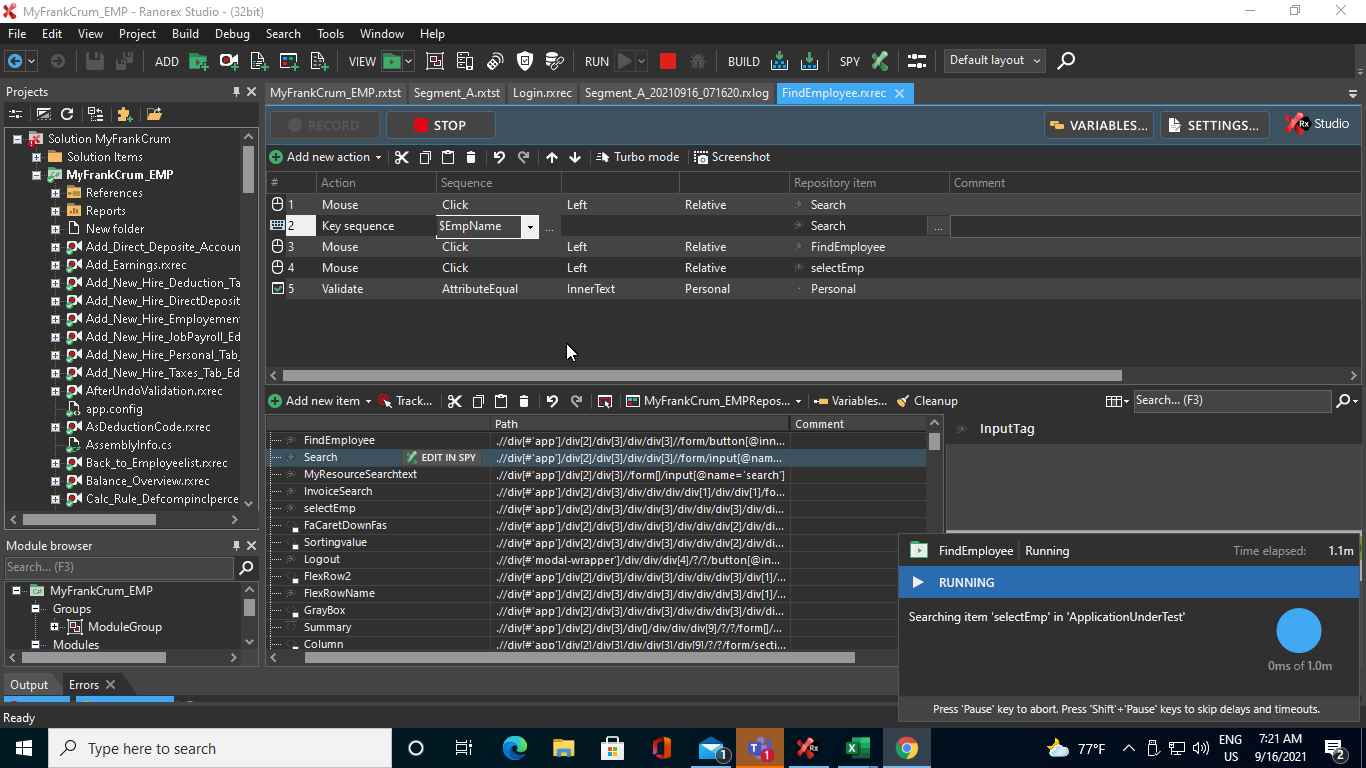 MyFrankCrum_EMP - Ranorex Studio - (32bit)
File Edit View Project Build Debug Search Tools Window Help
ADD VIEW RUN BUILD SPY Default layout
Projects
MyFrankCrum_EMP.rxtst Segment_A.rxtst Login.rxrec Segment_A_20210916_071620.rxlog FindEmployee.rxrec
RECORD STOP VARIABLES... SETTINGS... Rx Studio
Add new action Turbo mode Screenshot
# Action Sequence Repository item Comment
1 Mouse Click Left Relative Search
2 Key sequence $EmpName ... Search ...
3 Mouse Click Left Relative FindEmployee
4 Mouse Click Left Relative selectEmp
5 Validate AttributeEqual InnerText Personal Personal
Solution MyFrankCrum
Solution Items
MyFrankCrum_EMP
References
Reports
New folder
Add_Direct_Deposite_Accoun
Add_Earnings.rxrec
Add_New_Hire_Deduction_Ta
Add_New_Hire_DirectDeposit
Add_New_Hire_Employement
Add_New_Hire_JobPayroll_Ed
Add_New_Hire_Personal_Tab_
Add_New_Hire_Taxes_Tab_Ed
AfterUndoValidation.rxrec
app.config
AsDeductionCode.rxrec
AssemblyInfo.cs
Back_to_Employeelist.rxrec
Balance_Overview.rxrec
Calc_Rule_Defcompinclperce
Add new item Track... MyFrankCrum_EMPRepos... Variables... Cleanup Search... (F3)
Path Comment
FindEmployee .//div[#'app']/div[2]/div[3]/div/div[3]//form/button[@inn...
Search EDIT IN SPY .//div[#'app']/div[2]/div[3]/div/div[3]//form/input[@nam...
MyResourceSearchtext .//div[#'app']/div[2]/div[3]//form[]/input[@name='search']
InvoiceSearch .//div[#'app']/div[2]/div[3]/div/div/div[1]/div/div[1]/fo...
selectEmp .//div[#'app']/div[2]/div[3]/div/div[3]/div/div[3]/div/di...
FaCaretDownFas .//div[#'app']/div[2]/div[3]/div/div[3]/div/div[2]/div/di...
Sortingvalue .//div[#'app']/div[2]/div[3]/div/div[3]/div/div[2]/div/di...
Logout .//div[#'modal-wrapper']/div/div/div[4]/?/?/button[@in...
FlexRow2 .//div[#'app']/div[2]/div[3]/div/div[3]/div/div[3]/div[1]/...
FlexRowName .//div[#'app']/div[2]/div[3]/div/div[3]/div/div[3]/div[1]/...
GrayBox .//div[#'app']/div[2]/div[3]/div/div[3]/div/div[3]/div/di...
Summary .//div[#'app']/div[2]/div[3]/div[]/div/div/div[9]/?/?/form[]/...
Column .//div[#'app']/div[2]/div[3]/div/div[3]/div[9]/?/?/form/secti...
InputTag
Module browser
Search... (F3)
MyFrankCrum_EMP
Groups
ModuleGroup
Modules
FindEmployee Running Time elapsed: 1.1m
RUNNING
Searching item 'selectEmp' in 'ApplicationUnderTest'
0ms of 1.0m
Press 'Pause' key to abort. Press 'Shift'+'Pause' keys to skip delays and timeouts.
Output Errors
Ready
Type here to search
1
1
Rx
77°F
ENG
US
7:21 AM
9/16/2021
2